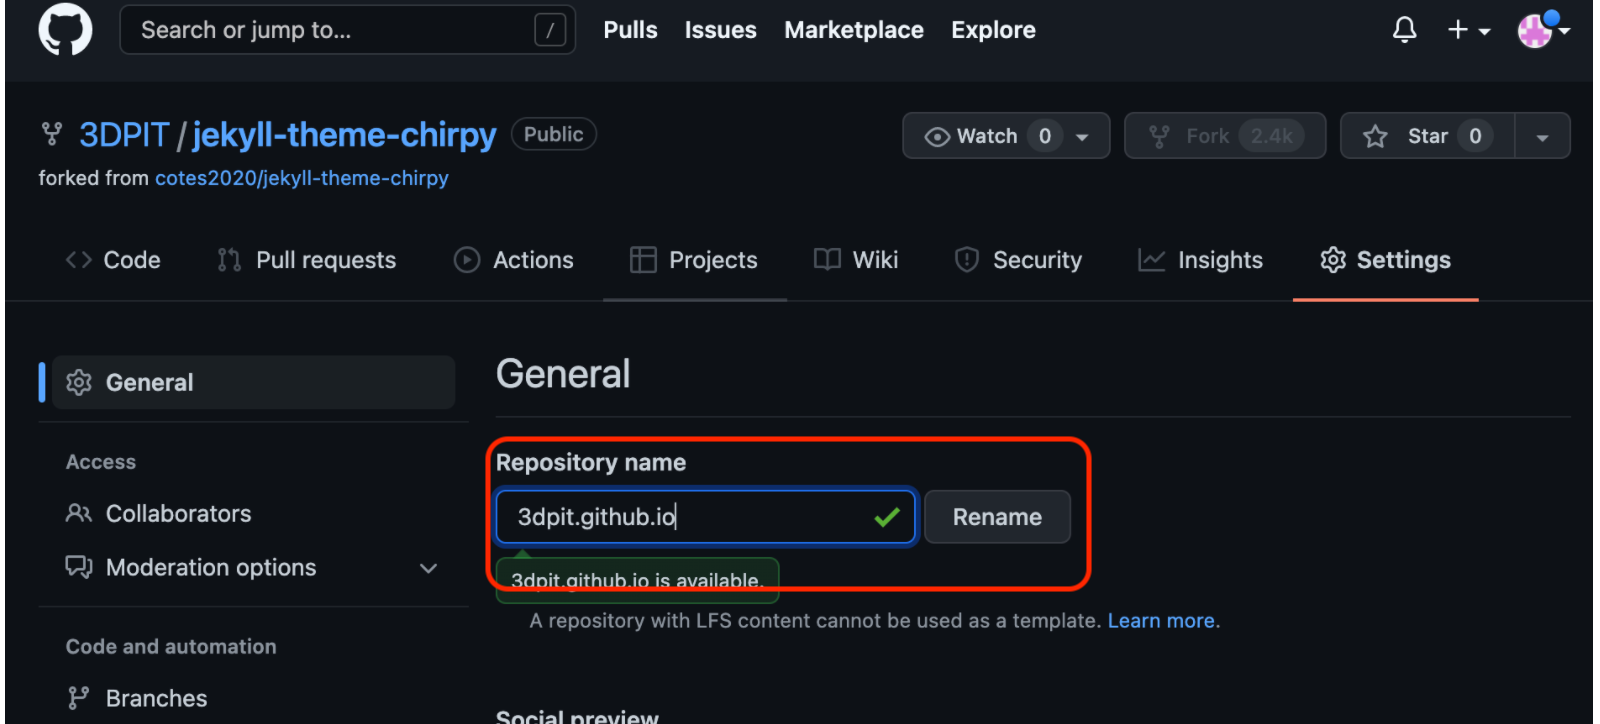 Search or jump to... / Pulls Issues Marketplace Explore
3DPIT / jekyll-theme-chirpy Public Watch 0 Fork 2.4k Star 0
forked from cotes2020/jekyll-theme-chirpy
Code Pull requests Actions Projects Wiki Security Insights Settings
General
General
Access
Collaborators
Moderation options
Code and automation
Branches
Repository name
3dpit.github.io Rename
3dpit.github.io is available.
A repository with LFS content cannot be used as a template. Learn more.
Social preview